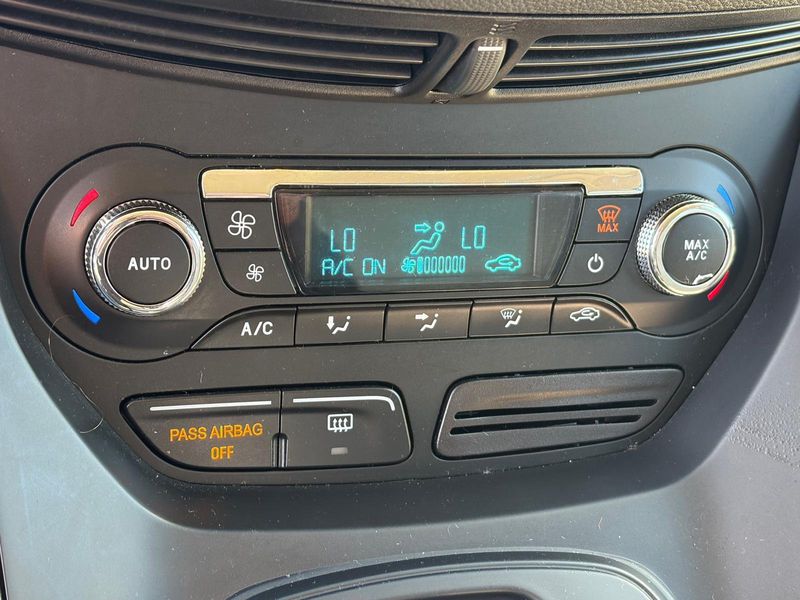 LO LO
A/C ON
MAX
AUTO
MAX
A/C
A/C
PASS AIRBAG
OFF